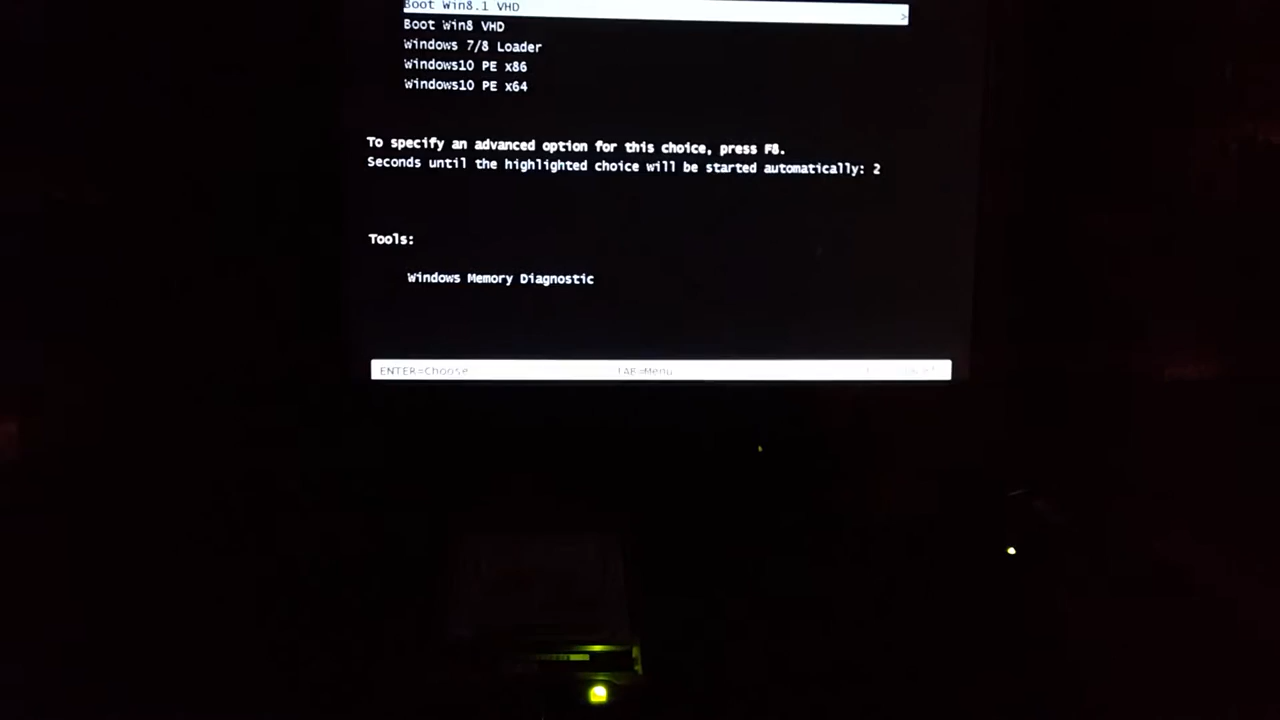 Boot Win8.1 VHD >
Boot Win8 VHD
Windows 7/8 Loader
Windows10 PE x86
Windows10 PE x64
To specify an advanced option for this choice, press F8.
Seconds until the highlighted choice will be started automatically: 2
Tools:
Windows Memory Diagnostic
ENTER=Choose TAB=Menu